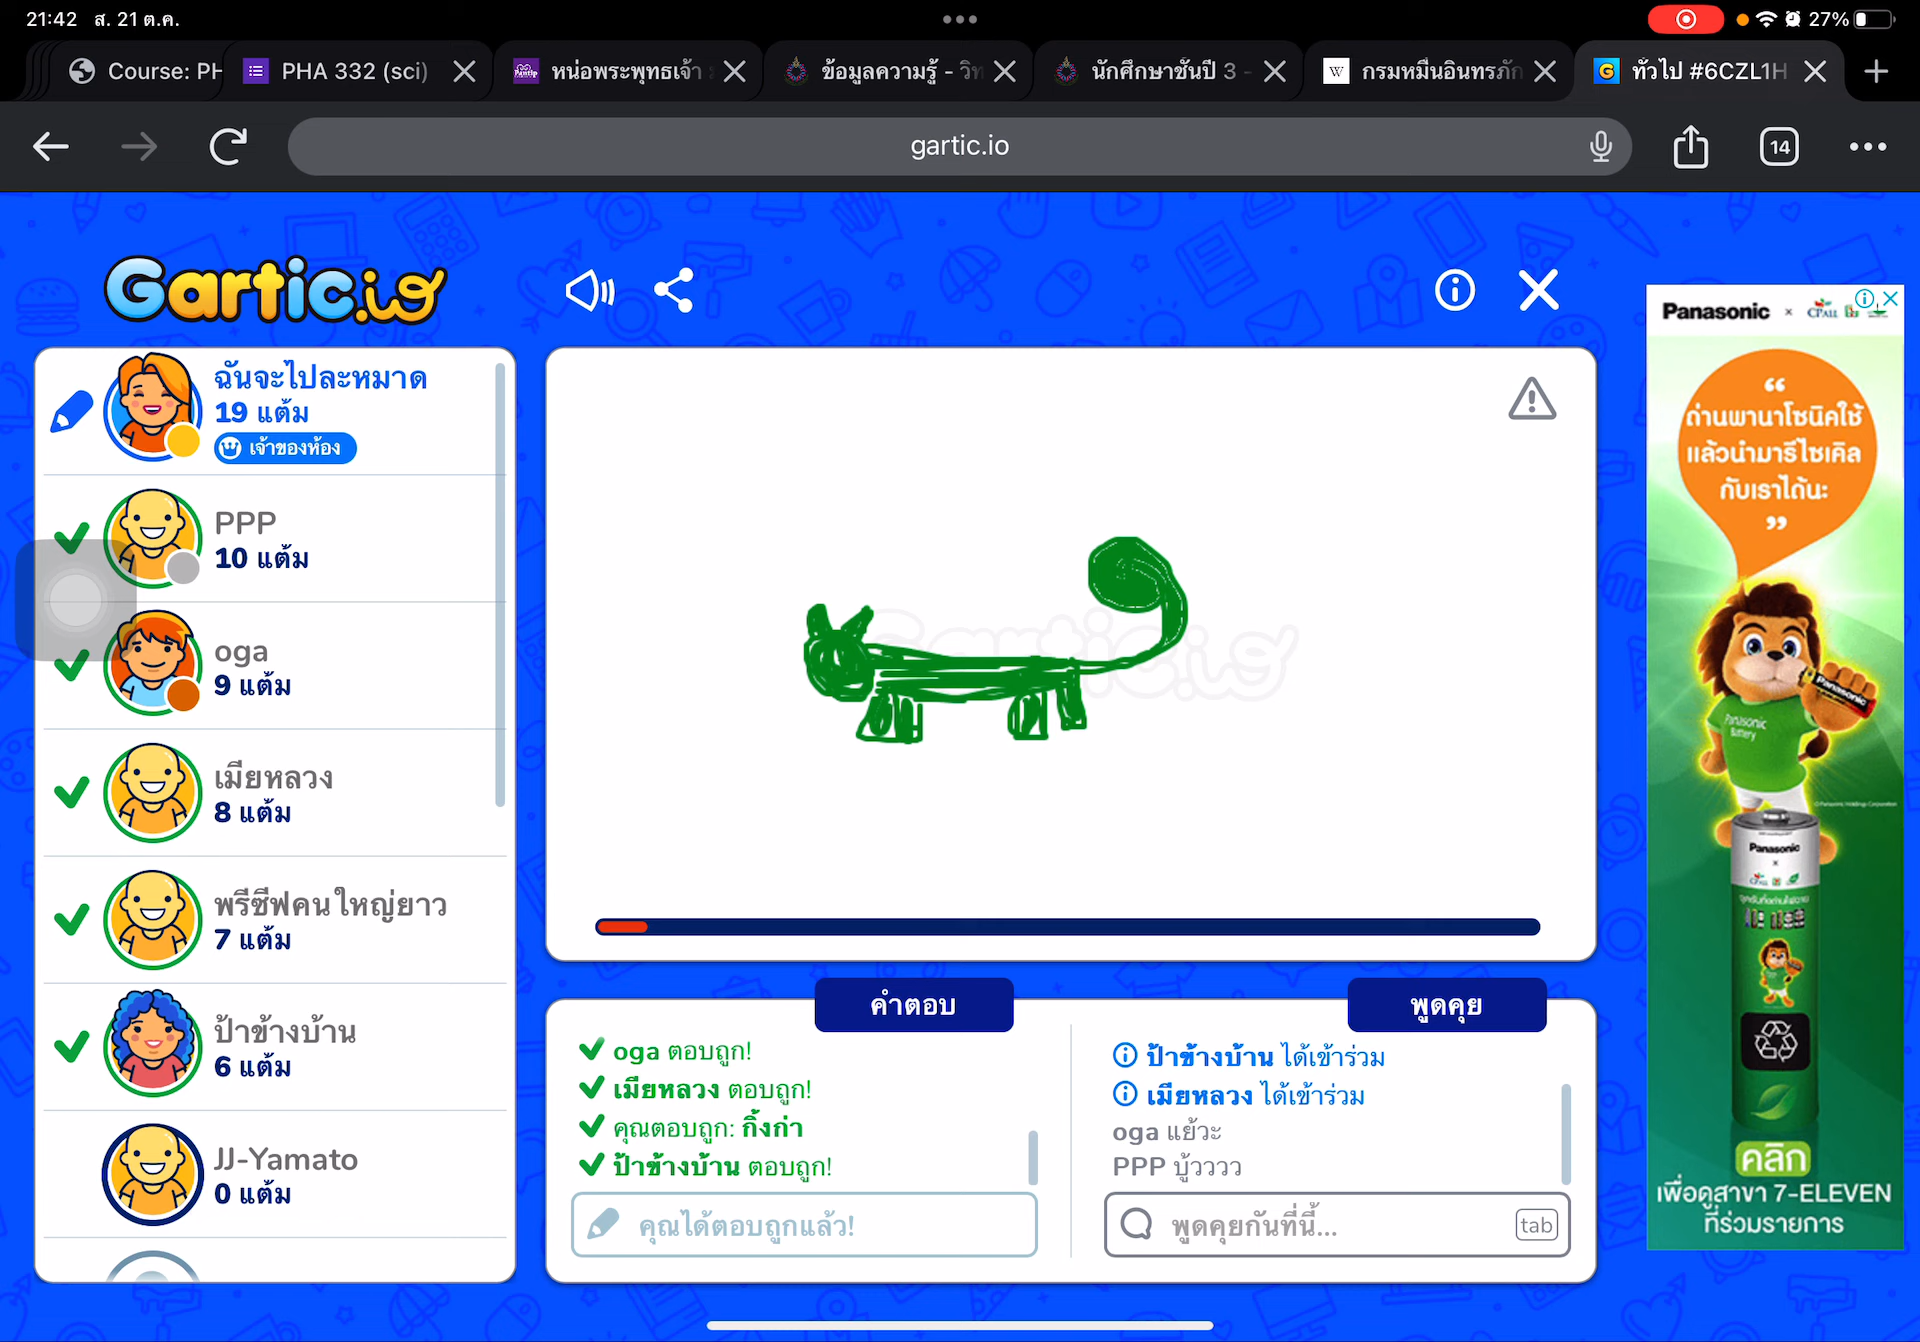 21:42 ส. 21 ต.ค.
27%
Course: PH
PHA 332 (sci)
หน่อพระพุทธเจ้า
ข้อมูลความรู้ - วิท
นักศึกษาชั้นปี 3 -
กรมหมื่นอินทรภัก
ทั่วไป #6CZL1H
gartic.io
14
Gartic.io
ฉันจะไปละหมาด
19 แต้ม
เจ้าของห้อง
PPP
10 แต้ม
oga
9 แต้ม
เมียหลวง
8 แต้ม
พรีซีฟคนใหญ่ยาว
7 แต้ม
ป้าข้างบ้าน
6 แต้ม
JJ-Yamato
0 แต้ม
Gartic.io
คำตอบ
oga ตอบถูก!
เมียหลวง ตอบถูก!
คุณตอบถูก: กิ้งก่า
ป้าข้างบ้าน ตอบถูก!
คุณได้ตอบถูกแล้ว!
พูดคุย
ป้าข้างบ้าน ได้เข้าร่วม
เมียหลวง ได้เข้าร่วม
oga แย้วะ
PPP บู้วววว
พูดคุยกันที่นี้...
tab
Panasonic × CPALL
“
ถ่านพานาโซนิคใช้
แล้วนำมารีไซเคิล
กับเราได้นะ
”
Panasonic
Panasonic
Battery
Panasonic
×
คลิก
เพื่อดูสาขา 7-ELEVEN
ที่ร่วมรายการ